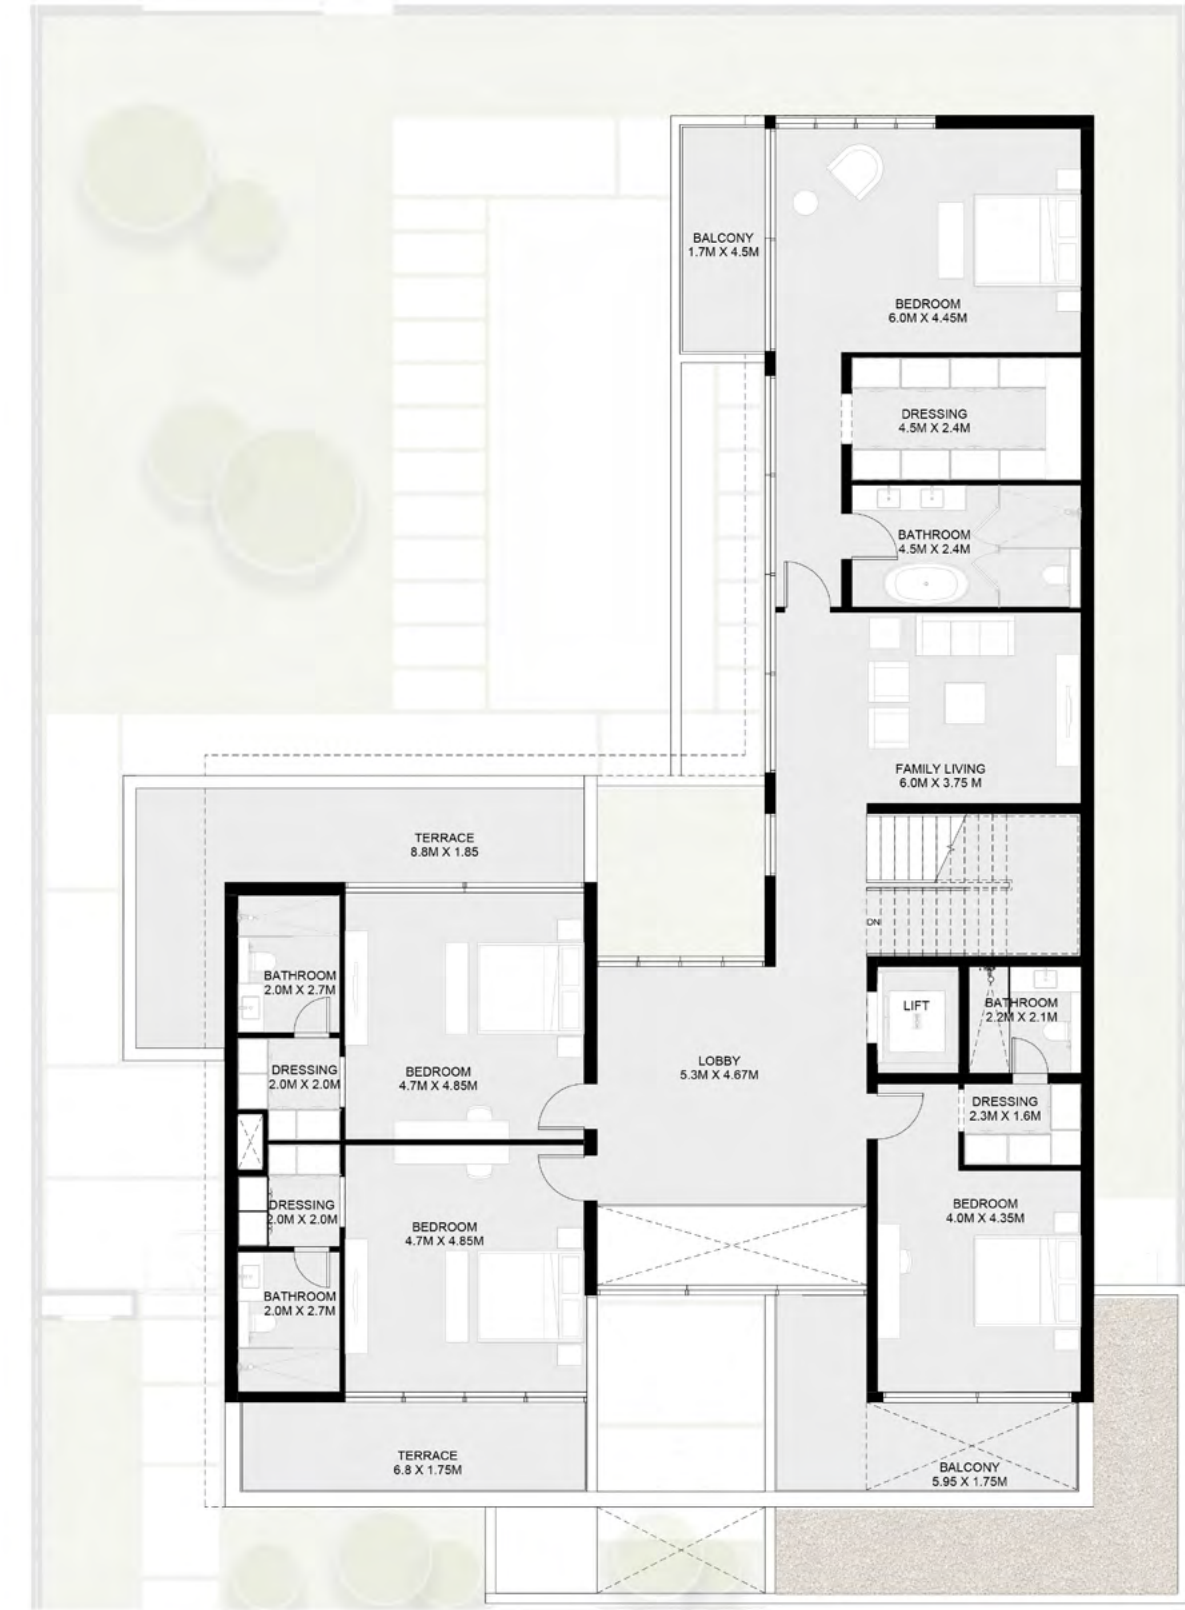 BALCONY
1.7M X 4.5M
BEDROOM
6.0M X 4.45M
DRESSING
4.5M X 2.4M
BATHROOM
4.5M X 2.4M
FAMILY LIVING
6.0M X 3.75 M
TERRACE
8.8M X 1.85
DN
BATHROOM
2.0M X 2.7M
LIFT
BATHROOM
2.2M X 2.1M
LOBBY
5.3M X 4.67M
DRESSING
2.0M X 2.0M
BEDROOM
4.7M X 4.85M
DRESSING
2.3M X 1.6M
DRESSING
2.0M X 2.0M
BEDROOM
4.7M X 4.85M
BEDROOM
4.0M X 4.35M
BATHROOM
2.0M X 2.7M
TERRACE
6.8 X 1.75M
BALCONY
5.95 X 1.75M